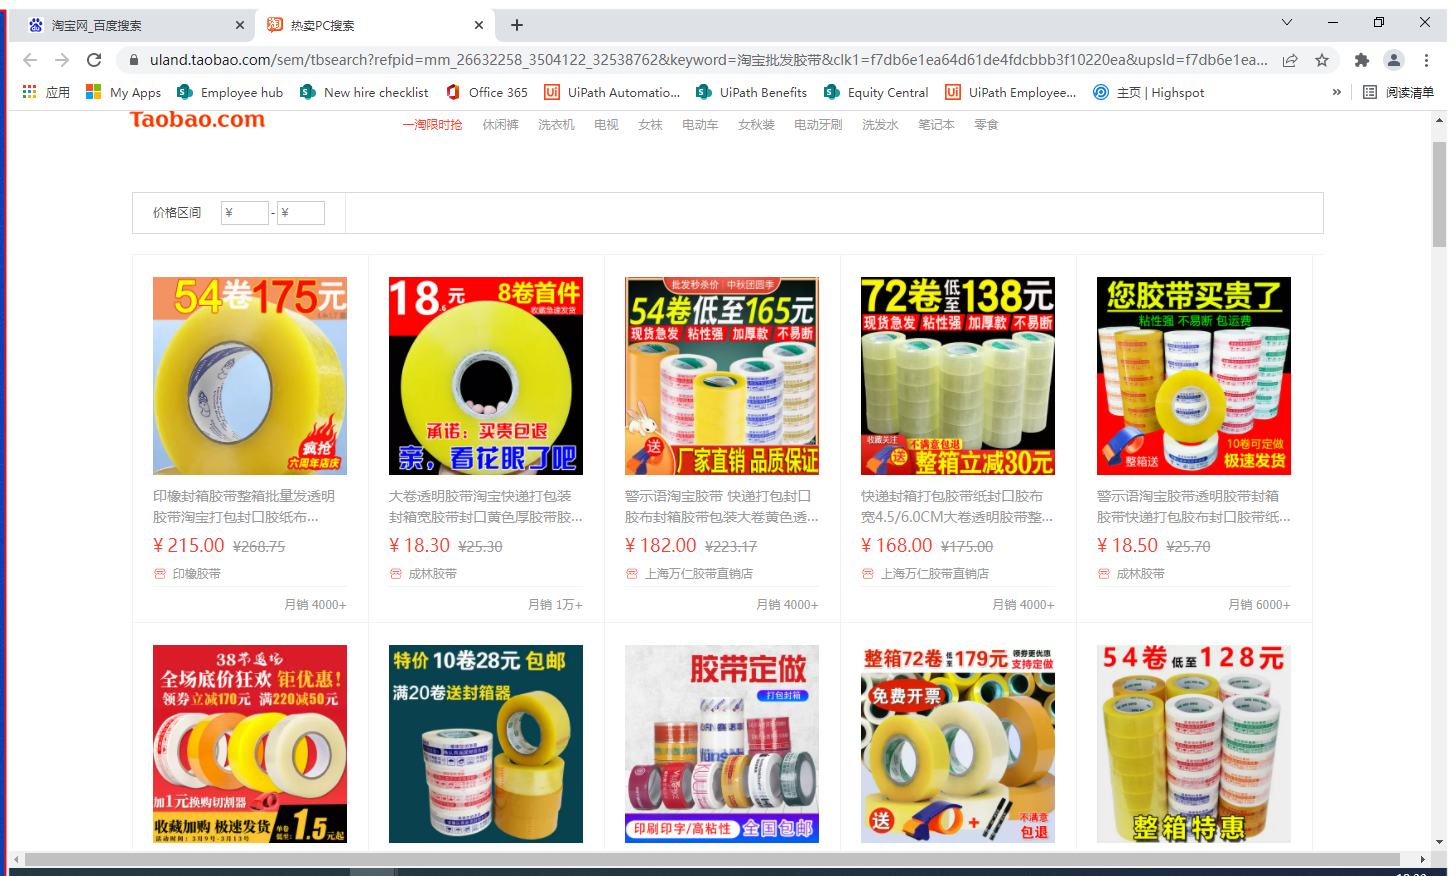 淘宝网_百度搜索
热卖PC搜索
uland.taobao.com/sem/tbsearch?refpid=mm_26632258_3504122_32538762&keyword=淘宝批发胶带&clk1=f7db6e1ea64d61de4fdcbbb3f10220ea&upsId=f7db6e1ea...
应用 My Apps Employee hub New hire checklist Office 365 UiPath Automatio... UiPath Benefits Equity Central UiPath Employee... 主页 | Highspot » 阅读清单
Taobao.com
一淘限时抢 休闲裤 洗衣机 电视 女袜 电动车 女秋装 电动牙刷 洗发水 笔记本 零食
价格区间 ¥ - ¥
54卷175元
疯抢
六周年店庆
印橡封箱胶带整箱批量发透明
胶带淘宝打包封口胶纸布...
¥ 215.00 ¥268.75
印橡胶带
月销 4000+
18.6元
8卷首件
收藏急速发货
承诺：买贵包退
亲，看花眼了吧
大卷透明胶带淘宝快递打包装
封箱宽胶带封口黄色厚胶带胶...
¥ 18.30 ¥25.30
成林胶带
月销 1万+
批发秒杀价 中秋团圆季
54卷低至165元
现货急发 粘性强 加厚款 不易断
送
厂家直销 品质保证
警示语淘宝胶带 快递打包封口
胶布封箱胶带包装大卷黄色透...
¥ 182.00 ¥223.17
上海万仁胶带直销店
月销 4000+
72卷低至138元
现货急发 粘性强 加厚款 不易断
收藏关注
送
不满意包退
整箱立减30元
快递封箱打包胶带纸封口胶布
宽4.5/6.0CM大卷透明胶带整...
¥ 168.00 ¥175.00
上海万仁胶带直销店
月销 4000+
您胶带买贵了
粘性强 不易断 包运费
整箱送
10卷可定做
极速发货
警示语淘宝胶带透明胶带封箱
胶带快递打包胶布封口胶带纸...
¥ 18.50 ¥25.70
成林胶带
月销 6000+
38节返场
全场底价狂欢 钜优惠!
领券立减170元 满220减50元
加1元换购切割器
收藏加购 极速发货
单卷低至: 1.5元起
活动时间：3月9号-3月13号
特价 10卷28元 包邮
满20卷送封箱器
胶带定做
打包封箱
印刷印字/高粘性 全国包邮
整箱72卷低至179元
领券更优惠
支持定做
免费开票
送
不满意
包退
54卷低至128元
整箱特惠